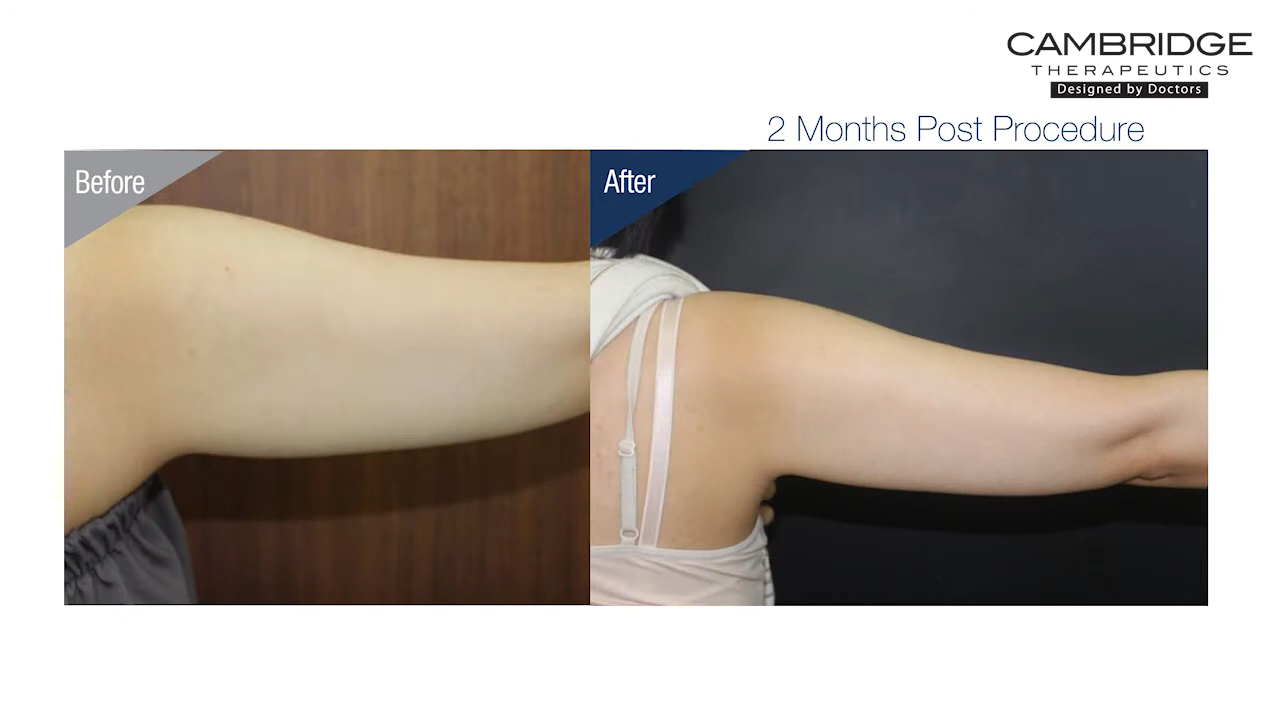 CAMBRIDGE
THERAPEUTICS
Designed by Doctors
2 Months Post Procedure
Before
After